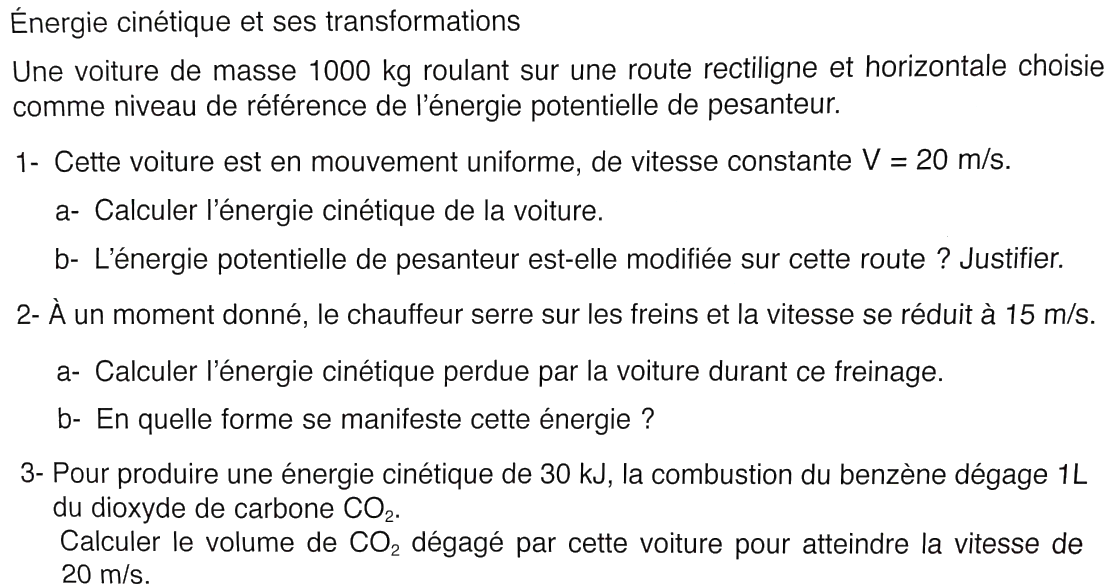 Énergie cinétique et ses transformations
Une voiture de masse 1000 kg roulant sur une route rectiligne et horizontale choisie
comme niveau de référence de l'énergie potentielle de pesanteur.
1- Cette voiture est en mouvement uniforme, de vitesse constante V = 20 m/s.
a- Calculer l'énergie cinétique de la voiture.
b- L'énergie potentielle de pesanteur est-elle modifiée sur cette route ? Justifier.
2- À un moment donné, le chauffeur serre sur les freins et la vitesse se réduit à 15 m/s.
a- Calculer l'énergie cinétique perdue par la voiture durant ce freinage.
b- En quelle forme se manifeste cette énergie ?
3- Pour produire une énergie cinétique de 30 kJ, la combustion du benzène dégage 1L
du dioxyde de carbone CO₂.
Calculer le volume de CO₂ dégagé par cette voiture pour atteindre la vitesse de
20 m/s.